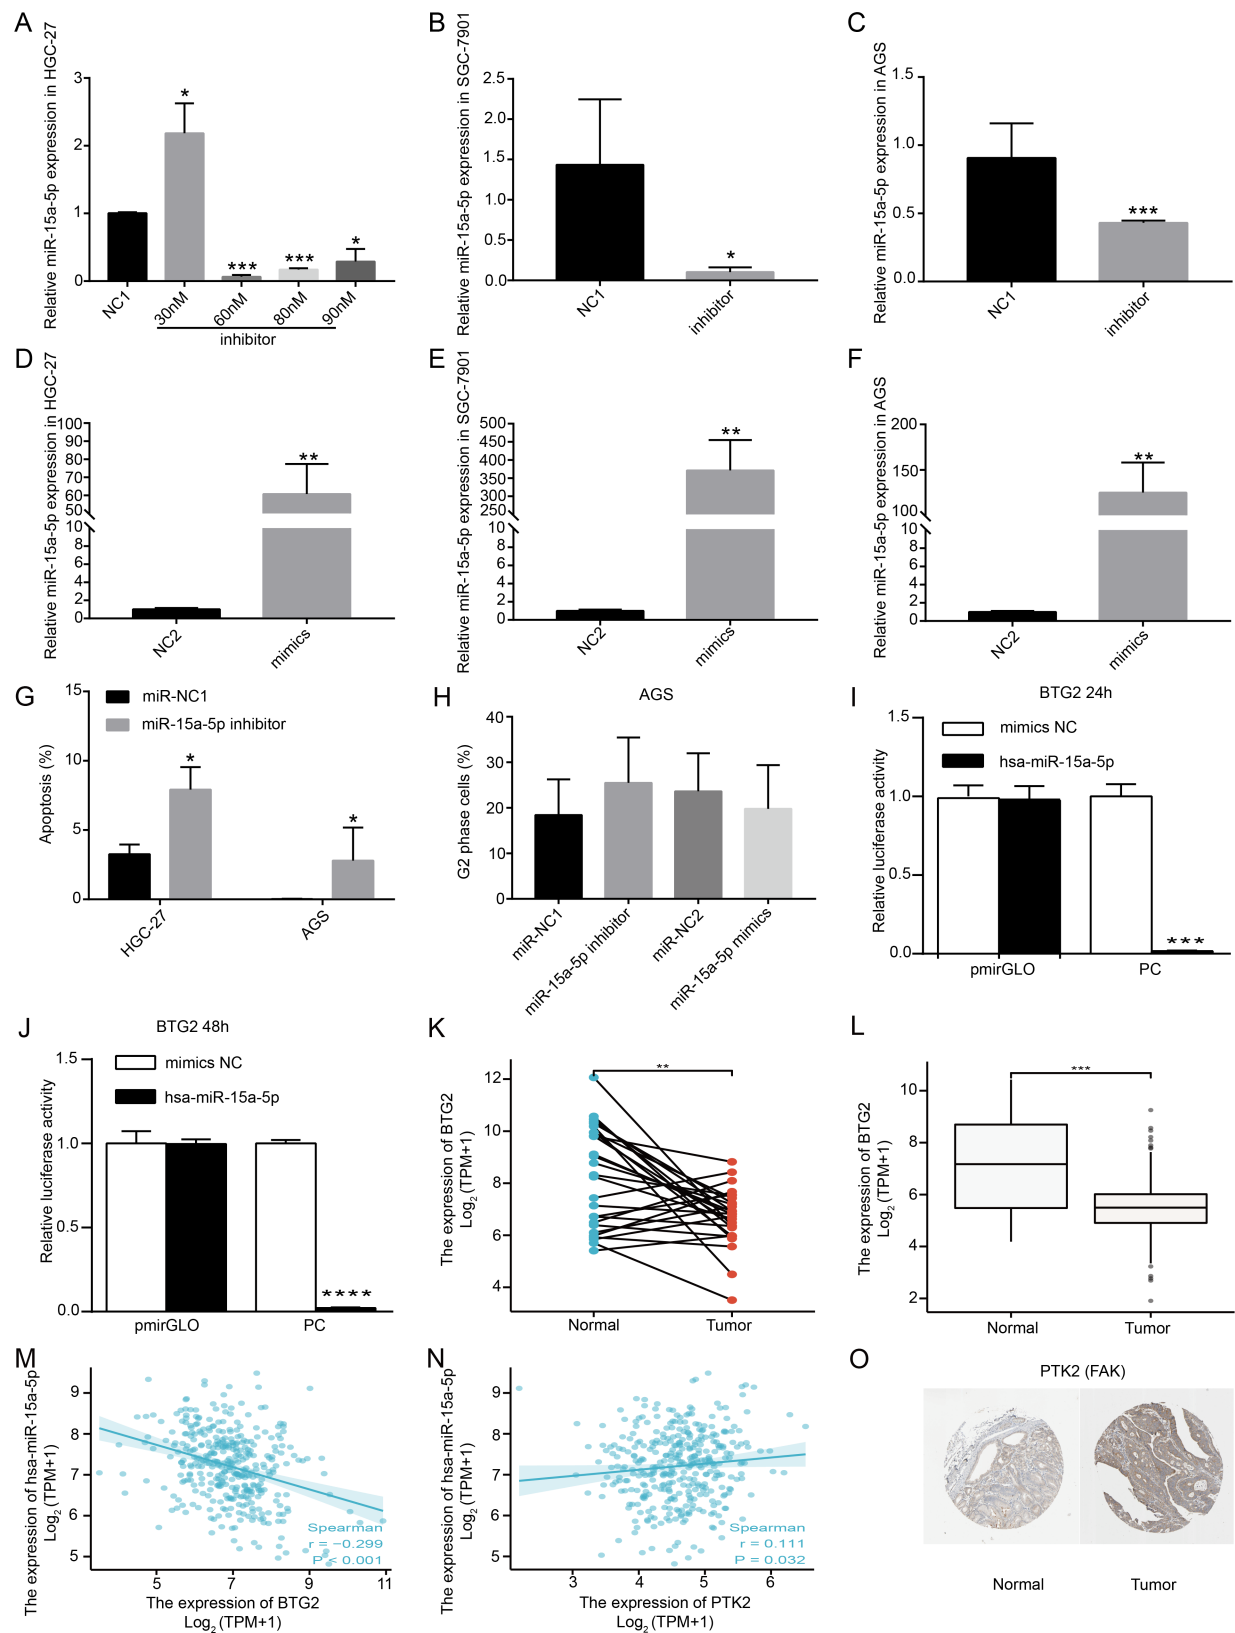 A
Relative miR-15a-5p expression in HGC-27
3
2
1
0
*
***
***
*
NC1
30nM
60nM
80nM
90nM
inhibitor
B
Relative miR-15a-5p expression in SGC-7901
2.5
2.0
1.5
1.0
0.5
0.0
*
NC1
inhibitor
C
Relative miR-15a-5p expression in AGS
1.5
1.0
0.5
0.0
***
NC1
inhibitor
D
Relative miR-15a-5p expression in HGC-27
100
90
80
70
60
50
10
8
6
4
2
0
**
NC2
mimics
E
Relative miR-15a-5p expression in SGC-7901
500
450
400
350
300
250
10
8
6
4
2
0
**
NC2
mimics
F
Relative miR-15a-5p expression in AGS
200
150
100
10
8
6
4
2
0
**
NC2
mimics
G
miR-NC1
miR-15a-5p inhibitor
Apoptosis (%)
15
10
5
0
*
*
HGC-27
AGS
H
AGS
G2 phase cells (%)
40
30
20
10
0
miR-NC1
miR-15a-5p inhibitor
miR-NC2
miR-15a-5p mimics
I
BTG2 24h
mimics NC
hsa-miR-15a-5p
Relative luciferase activity
1.5
1.0
0.5
0.0
***
pmirGLO
PC
J
BTG2 48h
mimics NC
hsa-miR-15a-5p
Relative luciferase activity
1.5
1.0
0.5
0.0
****
pmirGLO
PC
K
The expression of BTG2
Log2 (TPM+1)
12
10
8
6
4
**
Normal
Tumor
L
The expression of BTG2
Log2 (TPM+1)
10
8
6
4
2
***
Normal
Tumor
M
The expression of hsa-miR-15a-5p
Log2 (TPM+1)
9
8
7
6
5
Spearman
r = −0.299
P < 0.001
5
7
9
11
The expression of BTG2
Log2 (TPM+1)
N
The expression of hsa-miR-15a-5p
Log2 (TPM+1)
9
8
7
6
5
Spearman
r = 0.111
P = 0.032
3
4
5
6
The expression of PTK2
Log2 (TPM+1)
O
PTK2 (FAK)
Normal
Tumor